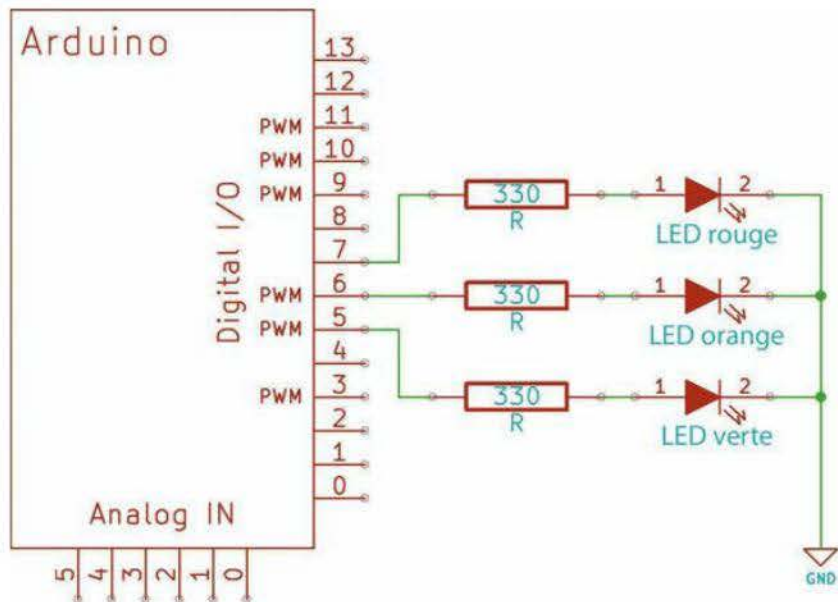 Arduino
13
12
PWM 11
PWM 10
PWM 9
8
7
PWM 6
PWM 5
4
PWM 3
2
1
0
Digital I/O
Analog IN
5 4 3 2 1 0
330
R
1 2
LED rouge
330
R
1 2
LED orange
330
R
1 2
LED verte
GND